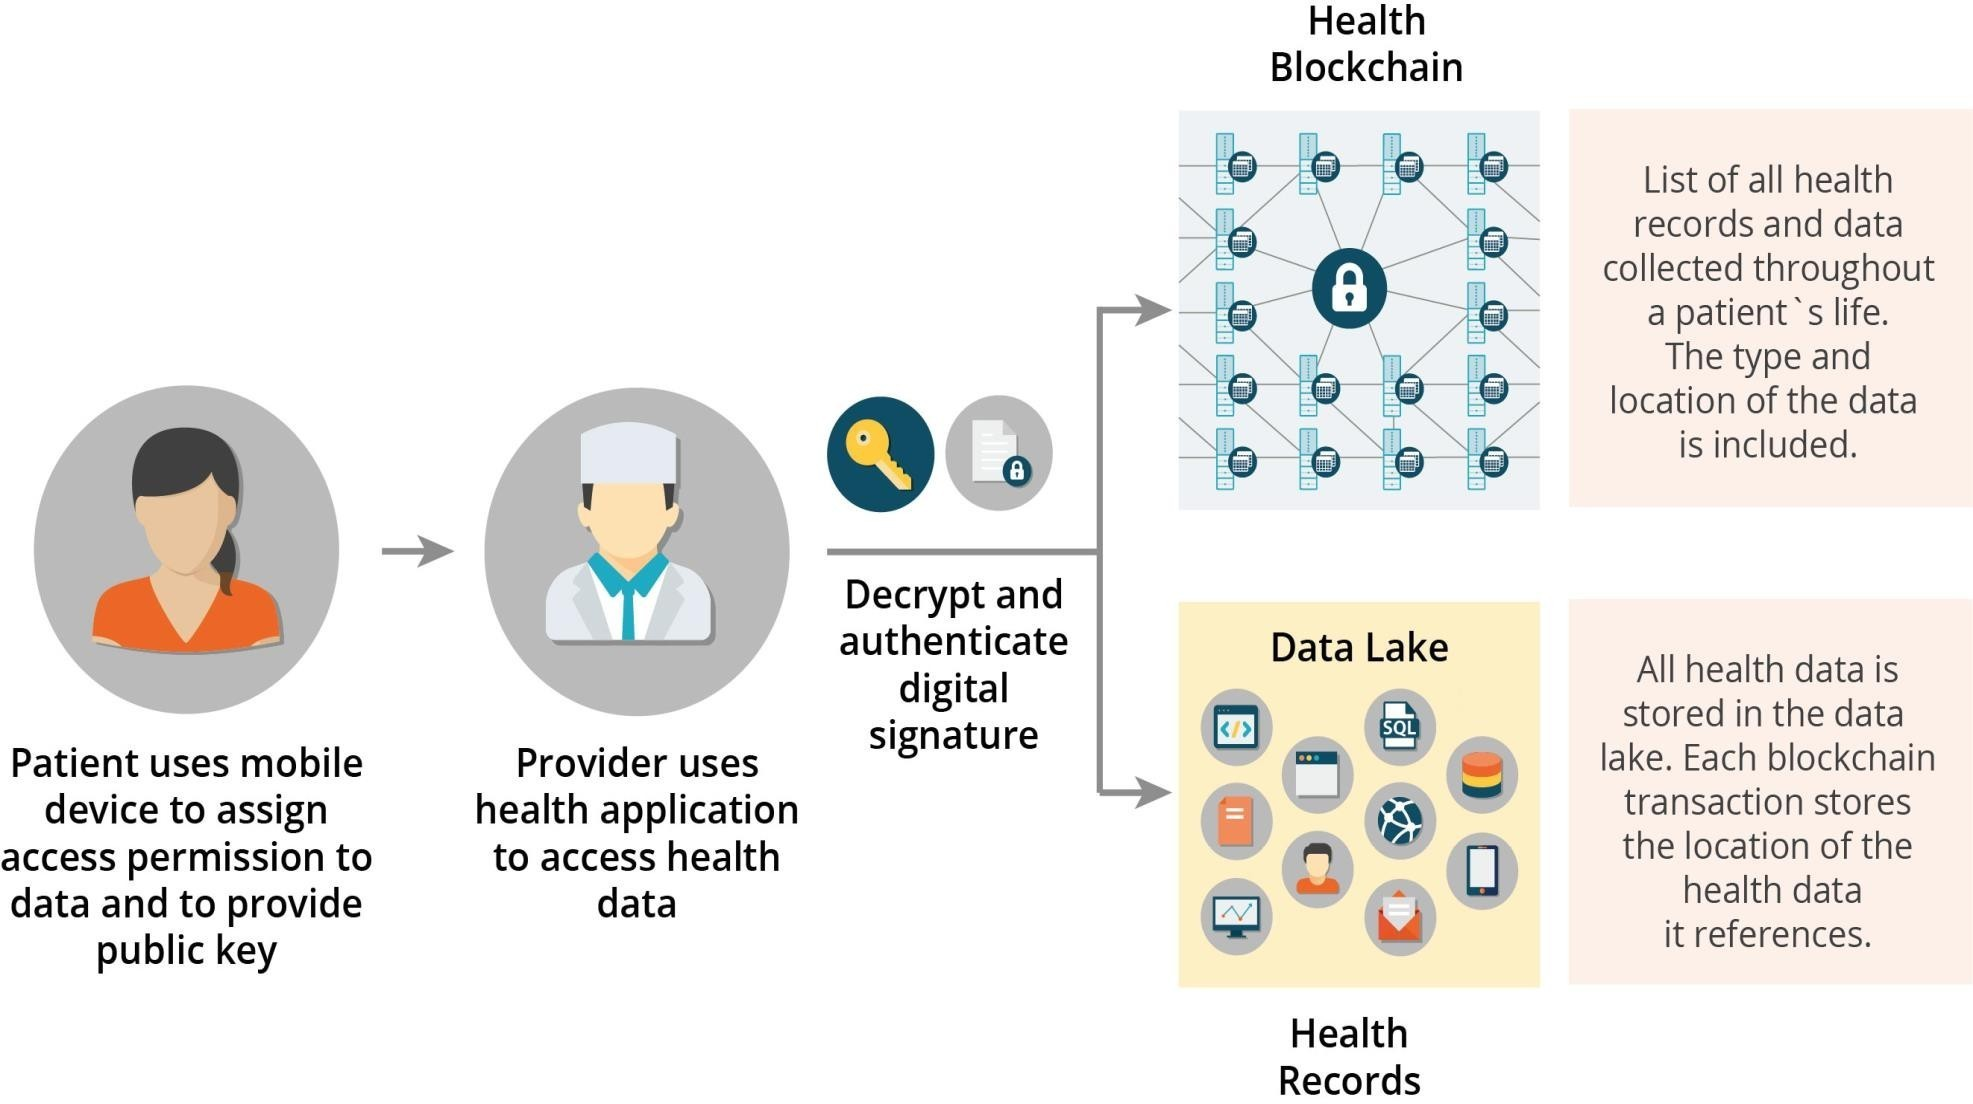 Health
Blockchain
List of all health
records and data
collected throughout
a patient`s life.
The type and
location of the data
is included.
Patient uses mobile
device to assign
access permission to
data and to provide
public key
Provider uses
health application
to access health
data
Decrypt and
authenticate
digital
signature
Data Lake
SQL
Health
Records
All health data is
stored in the data
lake. Each blockchain
transaction stores
the location of the
health data
it references.